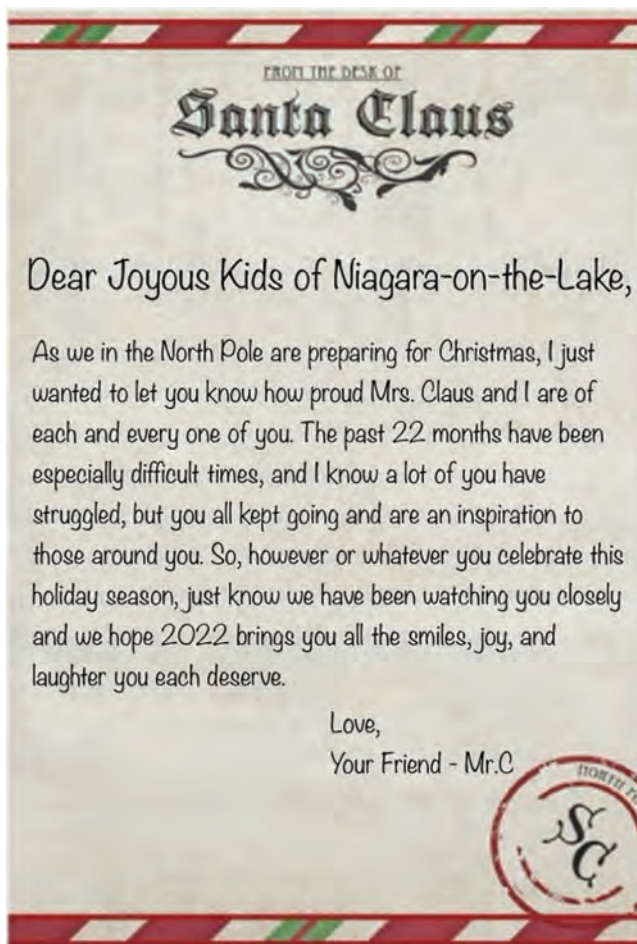 FROM THE DESK OF
Santa Claus
Dear Joyous Kids of Niagara-on-the-Lake,
As we in the North Pole are preparing for Christmas, I just
wanted to let you know how proud Mrs. Claus and I are of
each and every one of you. The past 22 months have been
especially difficult times, and I know a lot of you have
struggled, but you all kept going and are an inspiration to
those around you. So, however or whatever you celebrate this
holiday season, just know we have been watching you closely
and we hope 2022 brings you all the smiles, joy, and
laughter you each deserve.
Love,
Your Friend - Mr.C
NORTH
SC